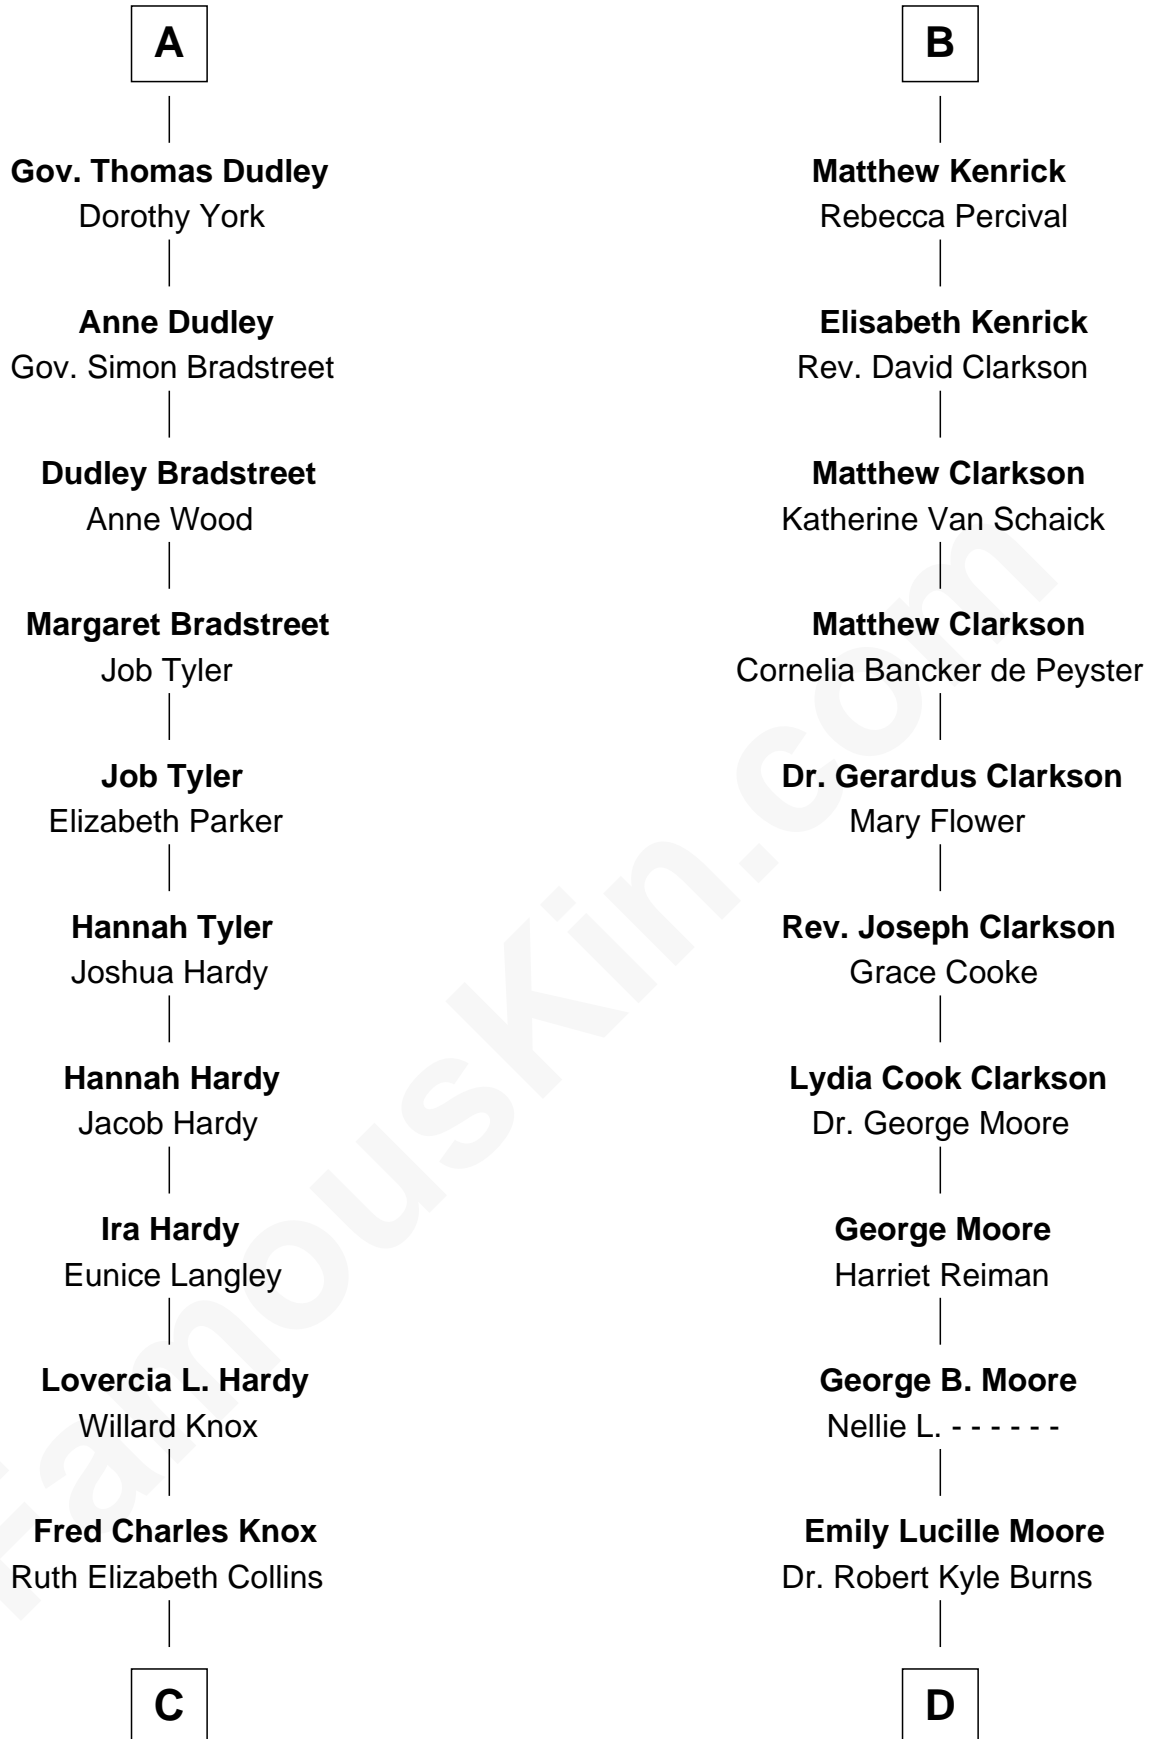 A
Gov. Thomas Dudley
Dorothy York
Anne Dudley
Gov. Simon Bradstreet
Dudley Bradstreet
Anne Wood
Margaret Bradstreet
Job Tyler
Job Tyler
Elizabeth Parker
Hannah Tyler
Joshua Hardy
Hannah Hardy
Jacob Hardy
Ira Hardy
Eunice Langley
Lovercia L. Hardy
Willard Knox
Fred Charles Knox
Ruth Elizabeth Collins
C
B
Matthew Kenrick
Rebecca Percival
Elisabeth Kenrick
Rev. David Clarkson
Matthew Clarkson
Katherine Van Schaick
Matthew Clarkson
Cornelia Bancker de Peyster
Dr. Gerardus Clarkson
Mary Flower
Rev. Joseph Clarkson
Grace Cooke
Lydia Cook Clarkson
Dr. George Moore
George Moore
Harriet Reiman
George B. Moore
Nellie L. - - - - - -
Emily Lucille Moore
Dr. Robert Kyle Burns
D
FamousKin.com